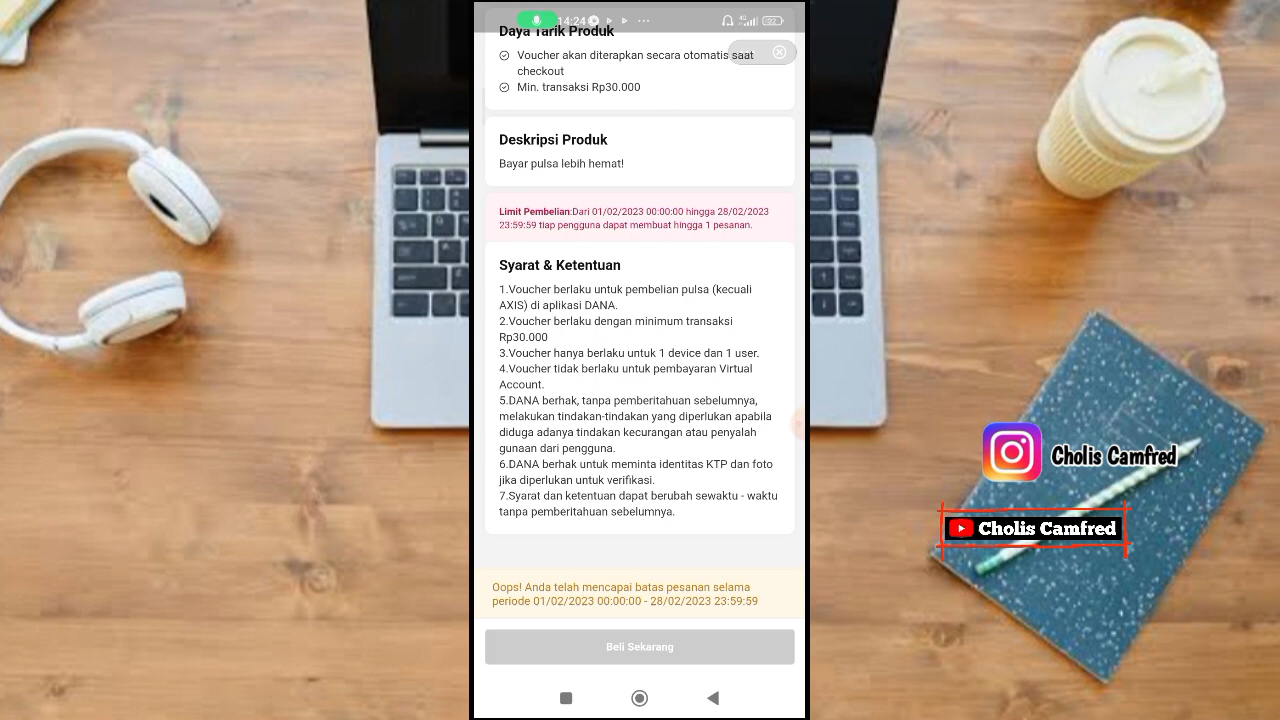 14:24
Daya Tarik Produk
Voucher akan diterapkan secara otomatis saat
checkout
Min. transaksi Rp30.000
Deskripsi Produk
Bayar pulsa lebih hemat!
Limit Pembelian:Dari 01/02/2023 00:00:00 hingga 28/02/2023
23:59:59 tiap pengguna dapat membuat hingga 1 pesanan.
Syarat & Ketentuan
1.Voucher berlaku untuk pembelian pulsa (kecuali
AXIS) di aplikasi DANA.
2.Voucher berlaku dengan minimum transaksi
Rp30.000
3.Voucher hanya berlaku untuk 1 device dan 1 user.
4.Voucher tidak berlaku untuk pembayaran Virtual
Account.
5.DANA berhak, tanpa pemberitahuan sebelumnya,
melakukan tindakan-tindakan yang diperlukan apabila
diduga adanya tindakan kecurangan atau penyalah
gunaan dari pengguna.
6.DANA berhak untuk meminta identitas KTP dan foto
jika diperlukan untuk verifikasi.
7.Syarat dan ketentuan dapat berubah sewaktu - waktu
tanpa pemberitahuan sebelumnya.
Oops! Anda telah mencapai batas pesanan selama
periode 01/02/2023 00:00:00 - 28/02/2023 23:59:59
Beli Sekarang
Cholis Camfred
Cholis Camfred